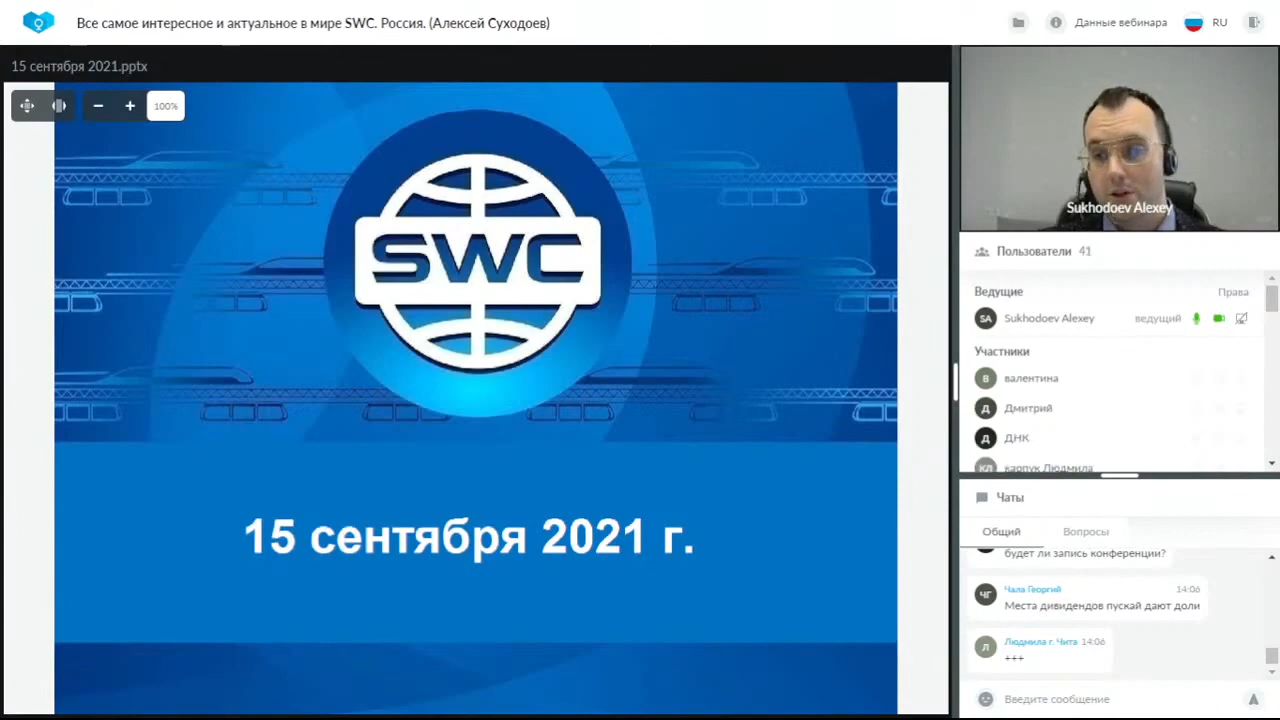 Все самое интересное и актуальное в мире SWC. Россия. (Алексей Суходоев)
Данные вебинара
RU
15 сентября 2021.pptx
100%
SWC
15 сентября 2021 г.
Sukhodoev Alexey
Пользователи 41
Ведущие
Права
SA Sukhodoev Alexey ведущий
Участники
В валентина
Д Дмитрий
Д ДНК
КЛ карпук Людмила
Чаты
Общий
Вопросы
будет ли запись конференции?
ЧГ Чала Георгий 14:06
Места дивидендов пускай дают доли
Л Людмила г. Чита 14:06
+++
Введите сообщение